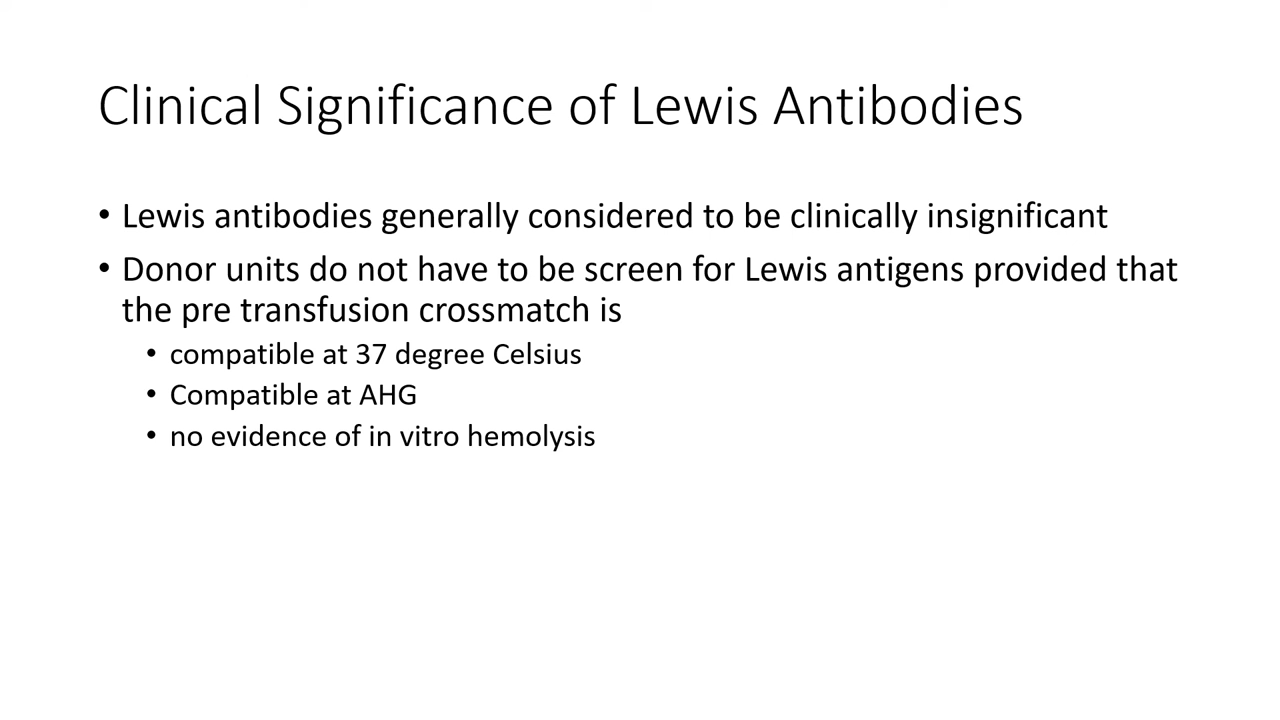 Clinical Significance of Lewis Antibodies
• Lewis antibodies generally considered to be clinically insignificant
• Donor units do not have to be screen for Lewis antigens provided that
the pre transfusion crossmatch is
• compatible at 37 degree Celsius
• Compatible at AHG
• no evidence of in vitro hemolysis